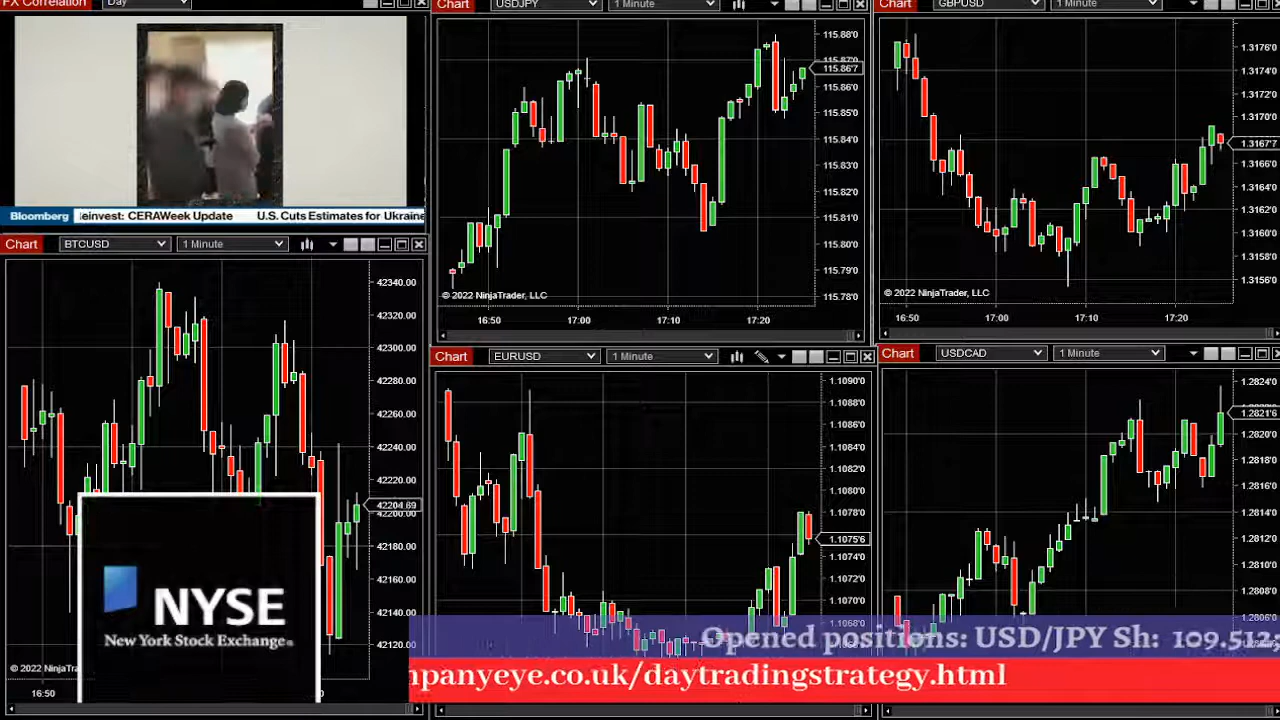 FX Correlation
Day
Bloomberg
einvest: CERAWeek Update
U.S. Cuts Estimates for Ukraine
Chart
BTCUSD
1 Minute
42340.00
42320.00
42300.00
42280.00
42260.00
42240.00
42220.00
42204.69
42200.00
42180.00
42160.00
42140.00
42120.00
© 2022 NinjaTra
16:50
NYSE
New York Stock Exchange®
Chart
USDJPY
1 Minute
115.88'0
115.87'0
115.86'7
115.86'0
115.85'0
115.84'0
115.83'0
115.82'0
115.81'0
115.80'0
115.79'0
115.78'0
© 2022 NinjaTrader, LLC
16:50
17:00
17:10
17:20
Chart
GBPUSD
1 Minute
1.3176'0
1.3174'0
1.3172'0
1.3170'0
1.3167'7
1.3166'0
1.3164'0
1.3162'0
1.3160'0
1.3158'0
1.3156'0
© 2022 NinjaTrader, LLC
16:50
17:00
17:10
17:20
Chart
EURUSD
1 Minute
1.1090'0
1.1088'0
1.1086'0
1.1084'0
1.1082'0
1.1080'0
1.1078'0
1.1075'6
1.1074'0
1.1072'0
1.1070'0
1.1068'0
Chart
USDCAD
1 Minute
1.2824'0
1.2821'6
1.2820'0
1.2818'0
1.2816'0
1.2814'0
1.2812'0
1.2810'0
1.2808'0
Opened positions: USD/JPY Sh: 109.512,
mpanyeye.co.uk/daytradingstrategy.html